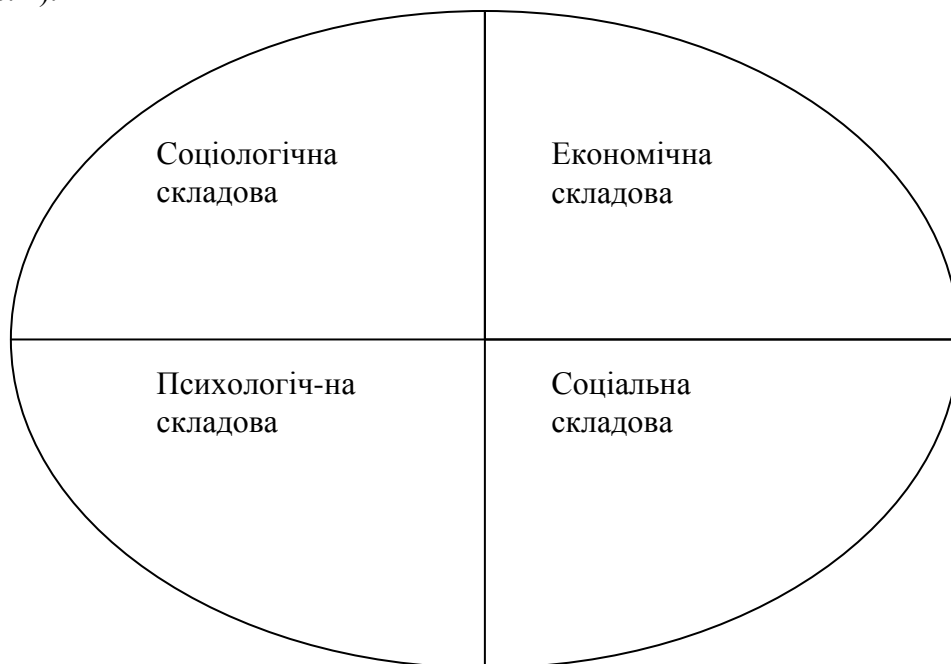 Соціологічна
складова
Економічна
складова
Психологіч-на
складова
Соціальна
складова